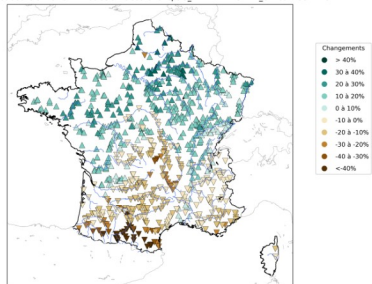 Changements
> 40%
30 à 40%
20 à 30%
10 à 20%
0 à 10%
-10 à 0%
-20 à -10%
-30 à -20%
-40 à -30%
<-40%